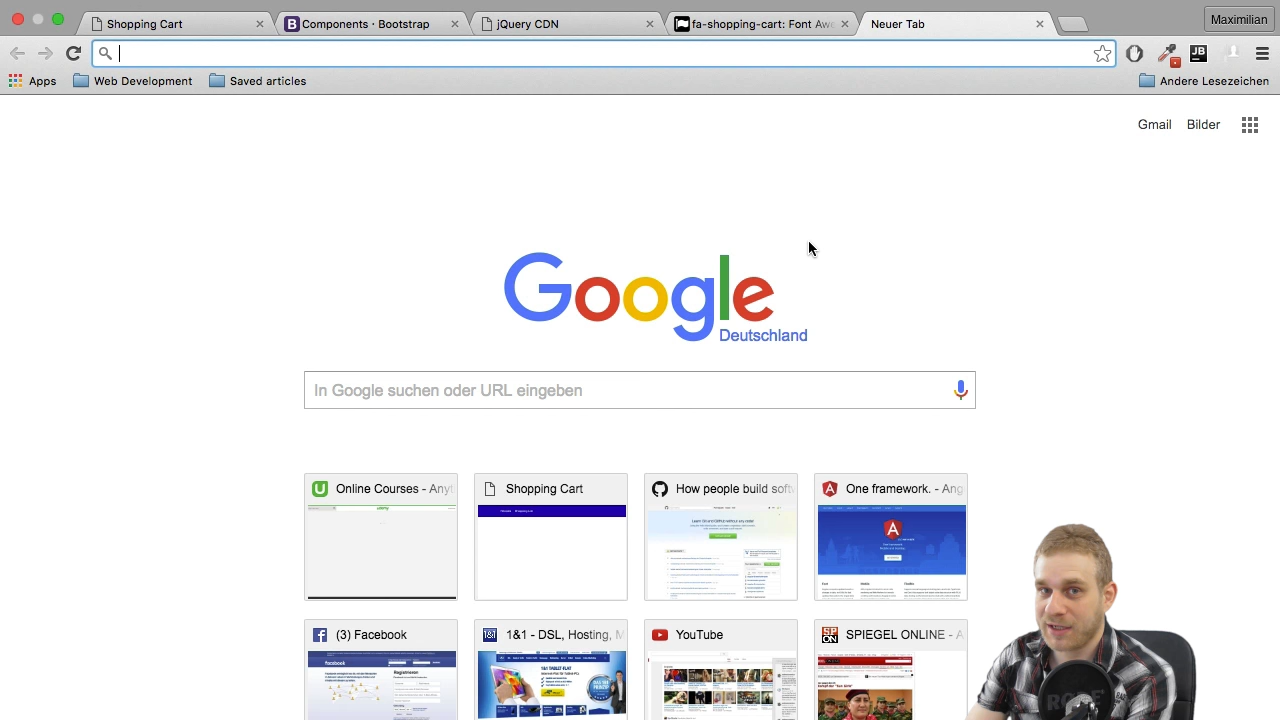 Shopping Cart
Components · Bootstrap
jQuery CDN
fa-shopping-cart: Font Awe
Neuer Tab
Maximilian
Apps
Web Development
Saved articles
Andere Lesezeichen
JB
Gmail
Bilder
Google
Deutschland
In Google suchen oder URL eingeben
Online Courses - Anyt
Shopping Cart
How people build soft
One framework. - Ang
(3) Facebook
1&1 - DSL, Hosting, M
YouTube
SPIEGEL ONLINE - A